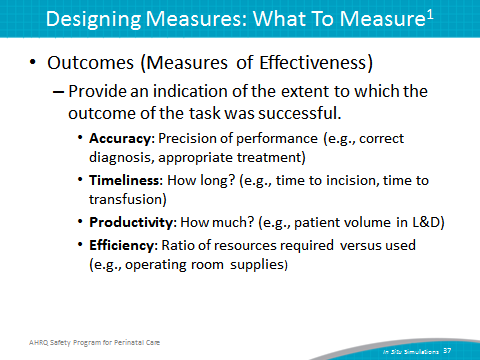 Designing Measures: What To Measure1
• Outcomes (Measures of Effectiveness)
– Provide an indication of the extent to which the
outcome of the task was successful.
• Accuracy: Precision of performance (e.g., correct
diagnosis, appropriate treatment)
• Timeliness: How long? (e.g., time to incision, time to
transfusion)
• Productivity: How much? (e.g., patient volume in L&D)
• Efficiency: Ratio of resources required versus used
(e.g., operating room supplies)
AHRQ Safety Program for Perinatal Care
In Situ Simulations 37